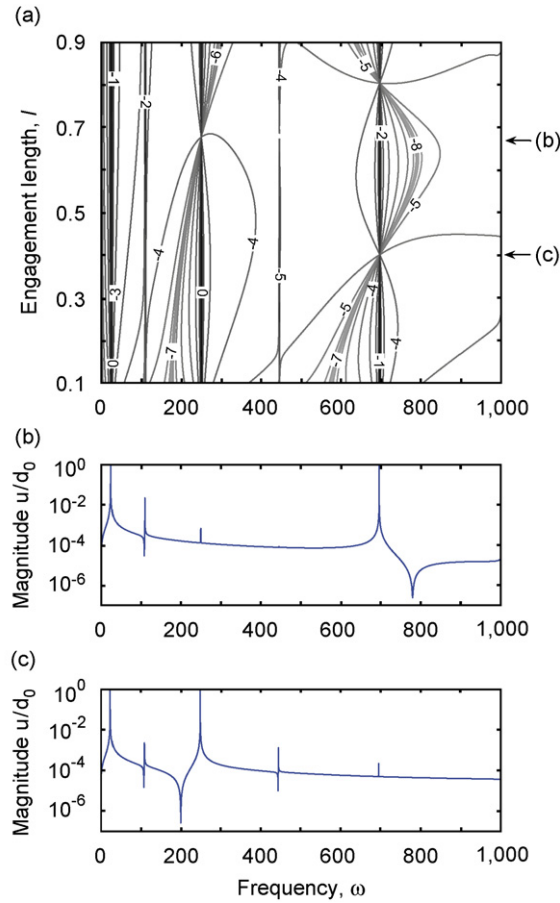 (a)
Engagement length, l
0.9
0.7
0.5
0.3
0.1
-1
-2
-9
-4
-5
-2
-8
-5
-4
-4
-3
0
-7
0
-5
-5
-7
-4
-1
-4
(b)
(c)
0 200 400 600 800 1,000
(b)
Magnitude u/d0
10^0
10^-2
10^-4
10^-6
0 200 400 600 800 1,000
(c)
Magnitude u/d0
10^0
10^-2
10^-4
10^-6
0 200 400 600 800 1,000
Frequency, ω